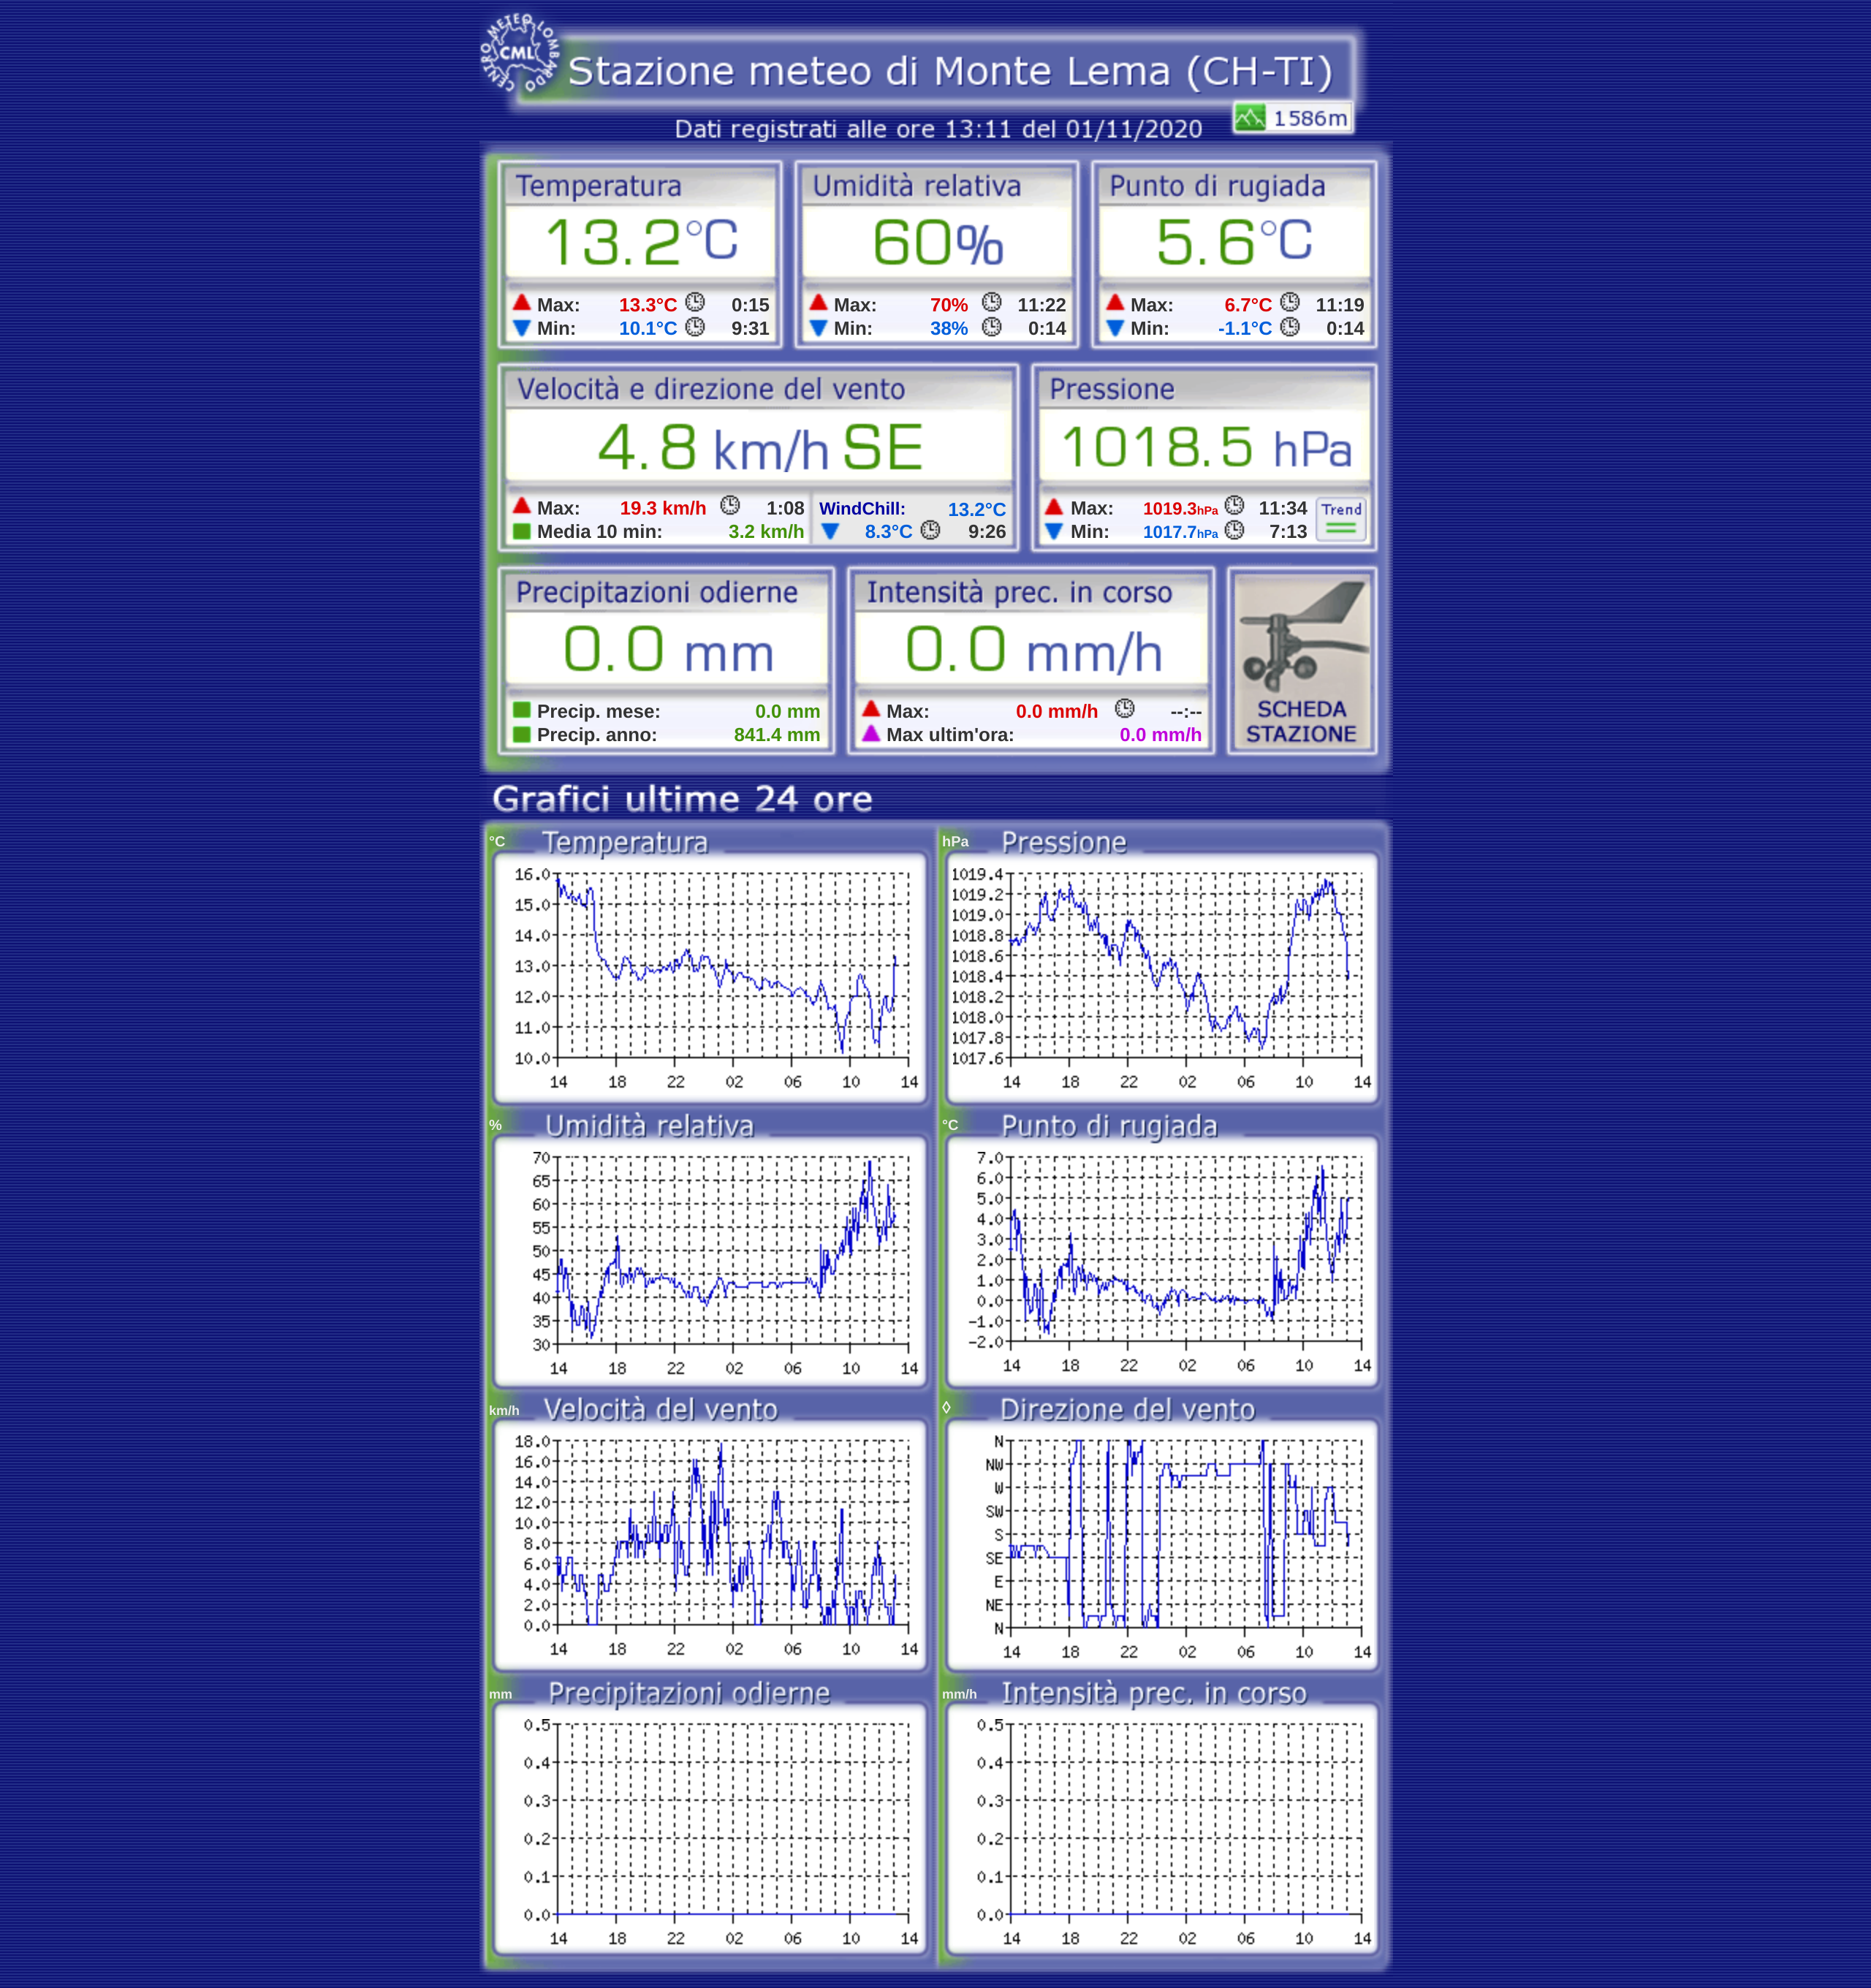 CENTRO METEO LOMBARDO
CML
Stazione meteo di Monte Lema (CH-TI)
1586m
Dati registrati alle ore 13:11 del 01/11/2020
Temperatura Umidità relativa Punto di rugiada
13.2°C 60% 5.6°C
Max: 13.3°C 0:15 Max: 70% 11:22 Max: 6.7°C 11:19
Min: 10.1°C 9:31 Min: 38% 0:14 Min: -1.1°C 0:14
Velocità e direzione del vento Pressione
4.8 km/h SE 1018.5 hPa
Max: 19.3 km/h 1:08 WindChill: 13.2°C Max: 1019.3hPa 11:34 Trend
Media 10 min: 3.2 km/h 8.3°C 9:26 Min: 1017.7hPa 7:13
Precipitazioni odierne Intensità prec. in corso
0.0 mm 0.0 mm/h
Precip. mese: 0.0 mm Max: 0.0 mm/h --:-- SCHEDA
Precip. anno: 841.4 mm Max ultim'ora: 0.0 mm/h STAZIONE
Grafici ultime 24 ore
°C Temperatura
16.0
15.0
14.0
13.0
12.0
11.0
10.0
14 18 22 02 06 10 14
hPa Pressione
1019.4
1019.2
1019.0
1018.8
1018.6
1018.4
1018.2
1018.0
1017.8
1017.6
14 18 22 02 06 10 14
% Umidità relativa
70
65
60
55
50
45
40
35
30
14 18 22 02 06 10 14
°C Punto di rugiada
7.0
6.0
5.0
4.0
3.0
2.0
1.0
0.0
-1.0
-2.0
14 18 22 02 06 10 14
km/h Velocità del vento
18.0
16.0
14.0
12.0
10.0
8.0
6.0
4.0
2.0
0.0
14 18 22 02 06 10 14
◊ Direzione del vento
N
NW
W
SW
S
SE
E
NE
N
14 18 22 02 06 10 14
mm Precipitazioni odierne
0.5
0.4
0.3
0.2
0.1
0.0
14 18 22 02 06 10 14
mm/h Intensità prec. in corso
0.5
0.4
0.3
0.2
0.1
0.0
14 18 22 02 06 10 14